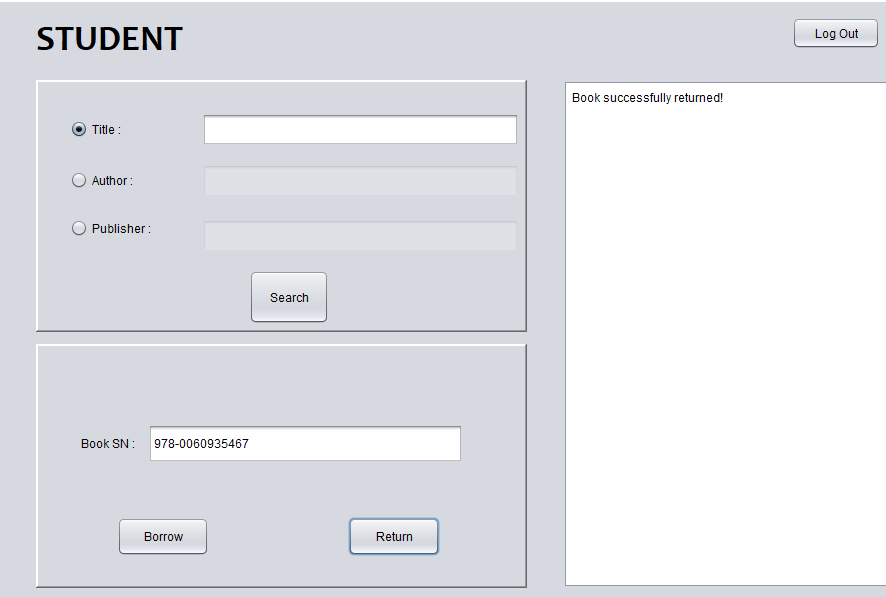 STUDENT
Log Out
Title :
Author :
Publisher :
Search
Book SN :
978-0060935467
Borrow
Return
Book successfully returned!